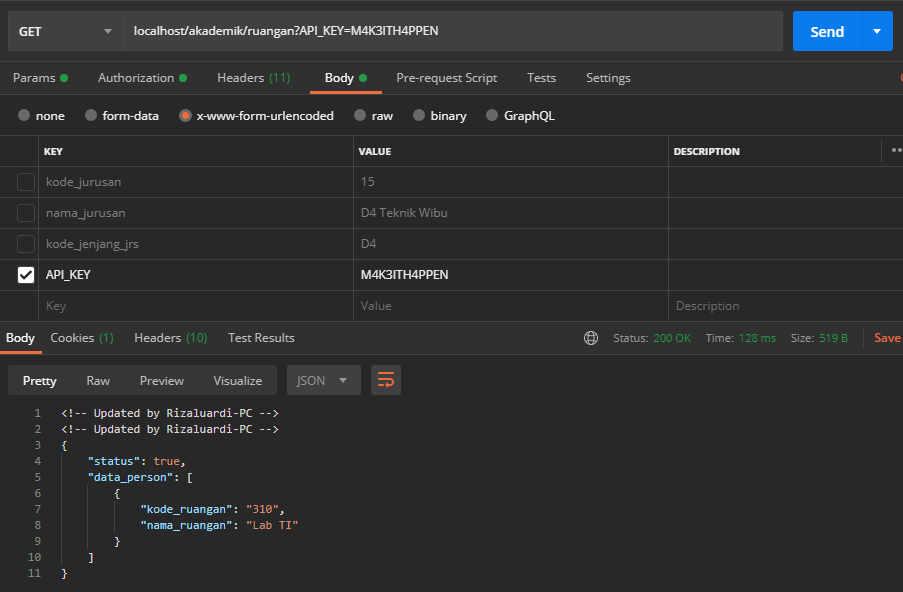 GET localhost/akademik/ruangan?API_KEY=M4K3ITH4PPEN Send
Params Authorization Headers (11) Body Pre-request Script Tests Settings
none form-data x-www-form-urlencoded raw binary GraphQL
KEY VALUE DESCRIPTION
kode_jurusan 15
nama_jurusan D4 Teknik Wibu
kode_jenjang_jrs D4
API_KEY M4K3ITH4PPEN
Key Value Description
Body Cookies (1) Headers (10) Test Results Status: 200 OK Time: 128 ms Size: 519 B Save
Pretty Raw Preview Visualize JSON
1 <!-- Updated by Rizaluardi-PC -->
2 <!-- Updated by Rizaluardi-PC -->
3 {
4 "status": true,
5 "data_person": [
6 {
7 "kode_ruangan": "310",
8 "nama_ruangan": "Lab TI"
9 }
10 ]
11 }